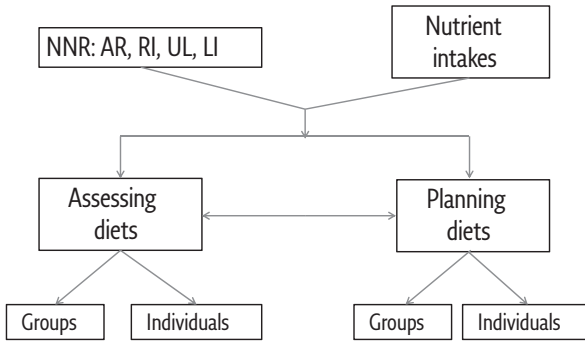 NNR: AR, RI, UL, LI
Nutrient
intakes
Assessing
diets
Planning
diets
Groups
Individuals
Groups
Individuals